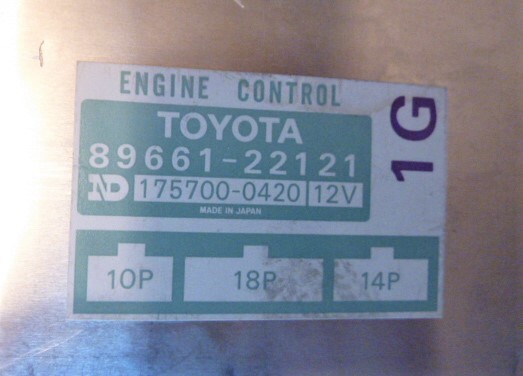 ENGINE CONTROL
TOYOTA
89661-22121
ND 175700-0420 12V
MADE IN JAPAN
1G
10P 18P 14P